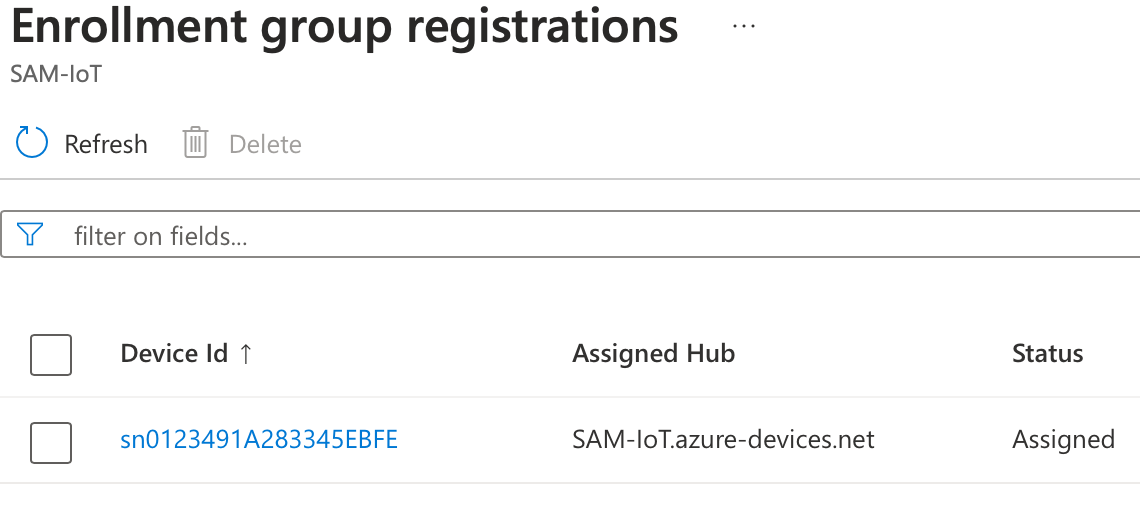 Enrollment group registrations ...
SAM-IoT
Refresh Delete
filter on fields...
Device Id ↑ Assigned Hub Status
sn0123491A283345EBFE SAM-IoT.azure-devices.net Assigned